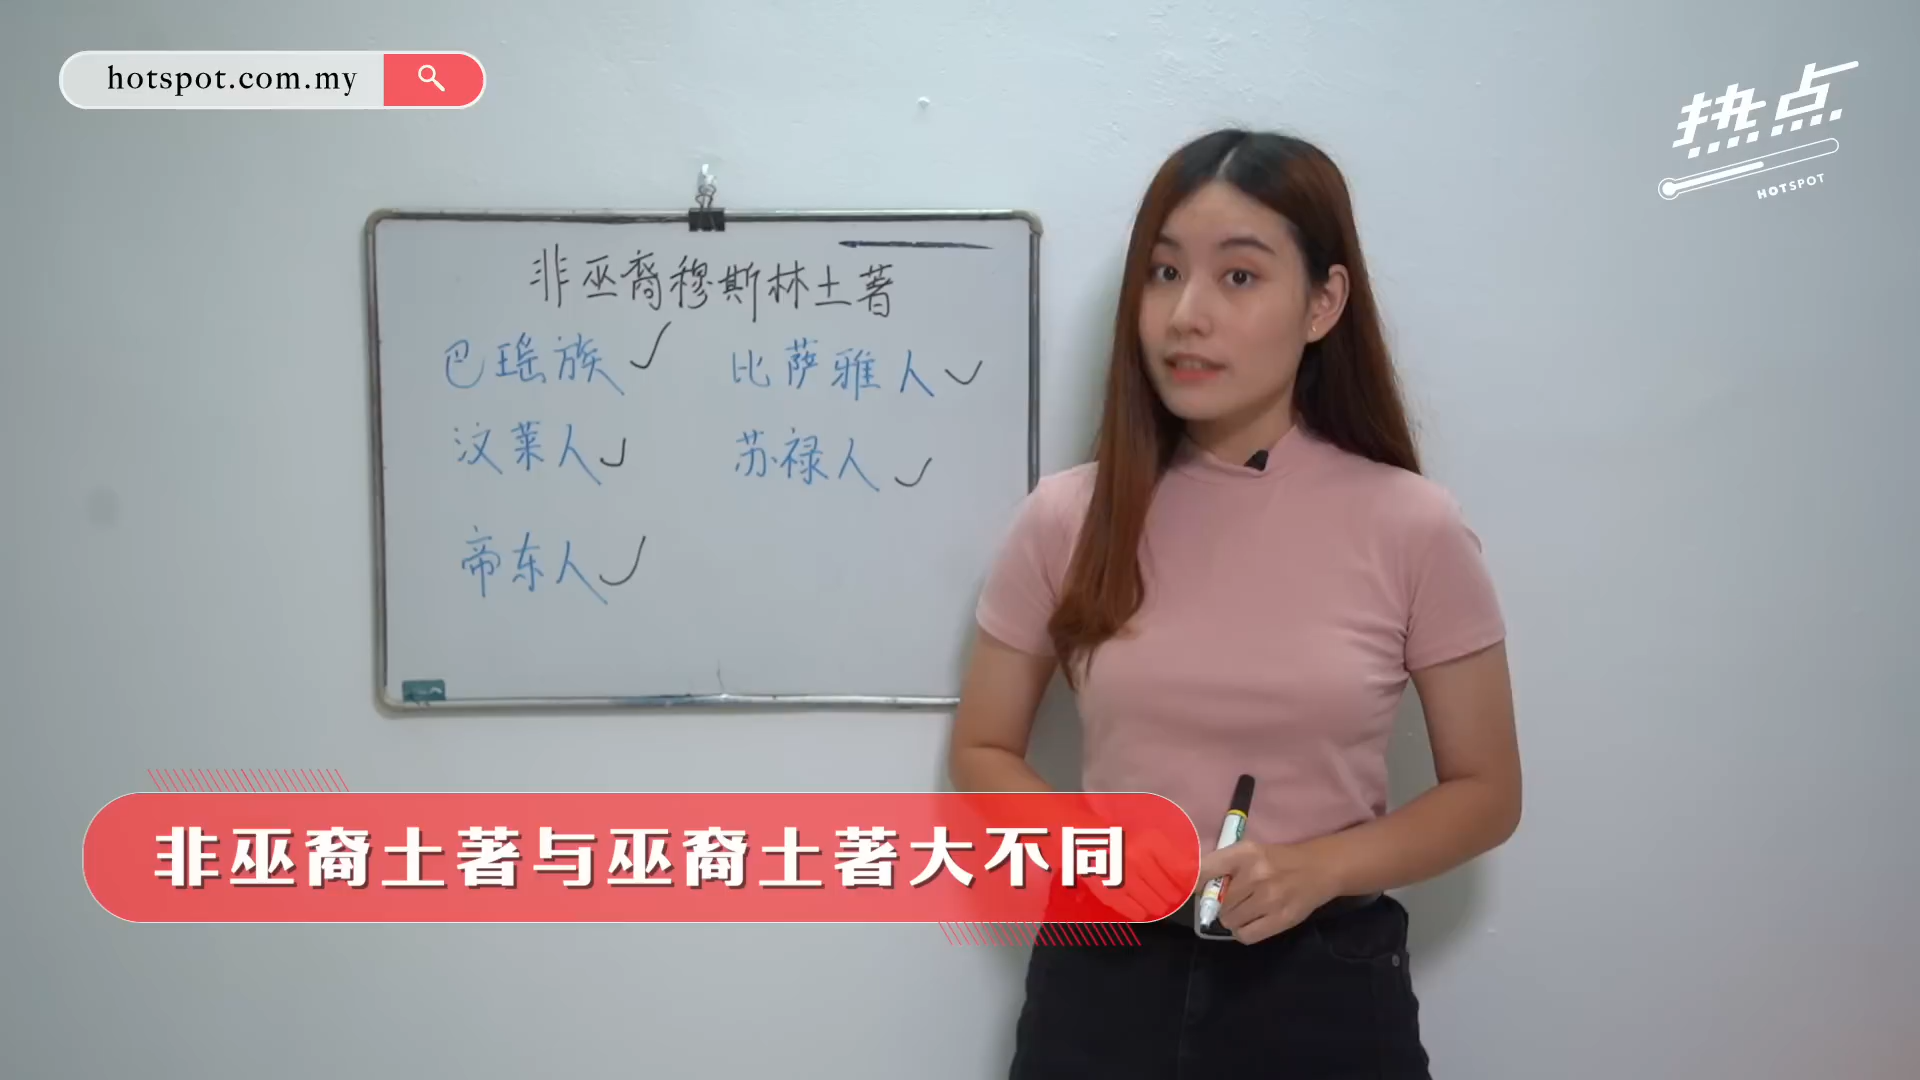 hotspot.com.my
热点
HOTSPOT
非巫裔穆斯林土著
巴瑶族 比萨雅人
汶莱人 苏禄人
帝东人
非巫裔土著与巫裔土著大不同